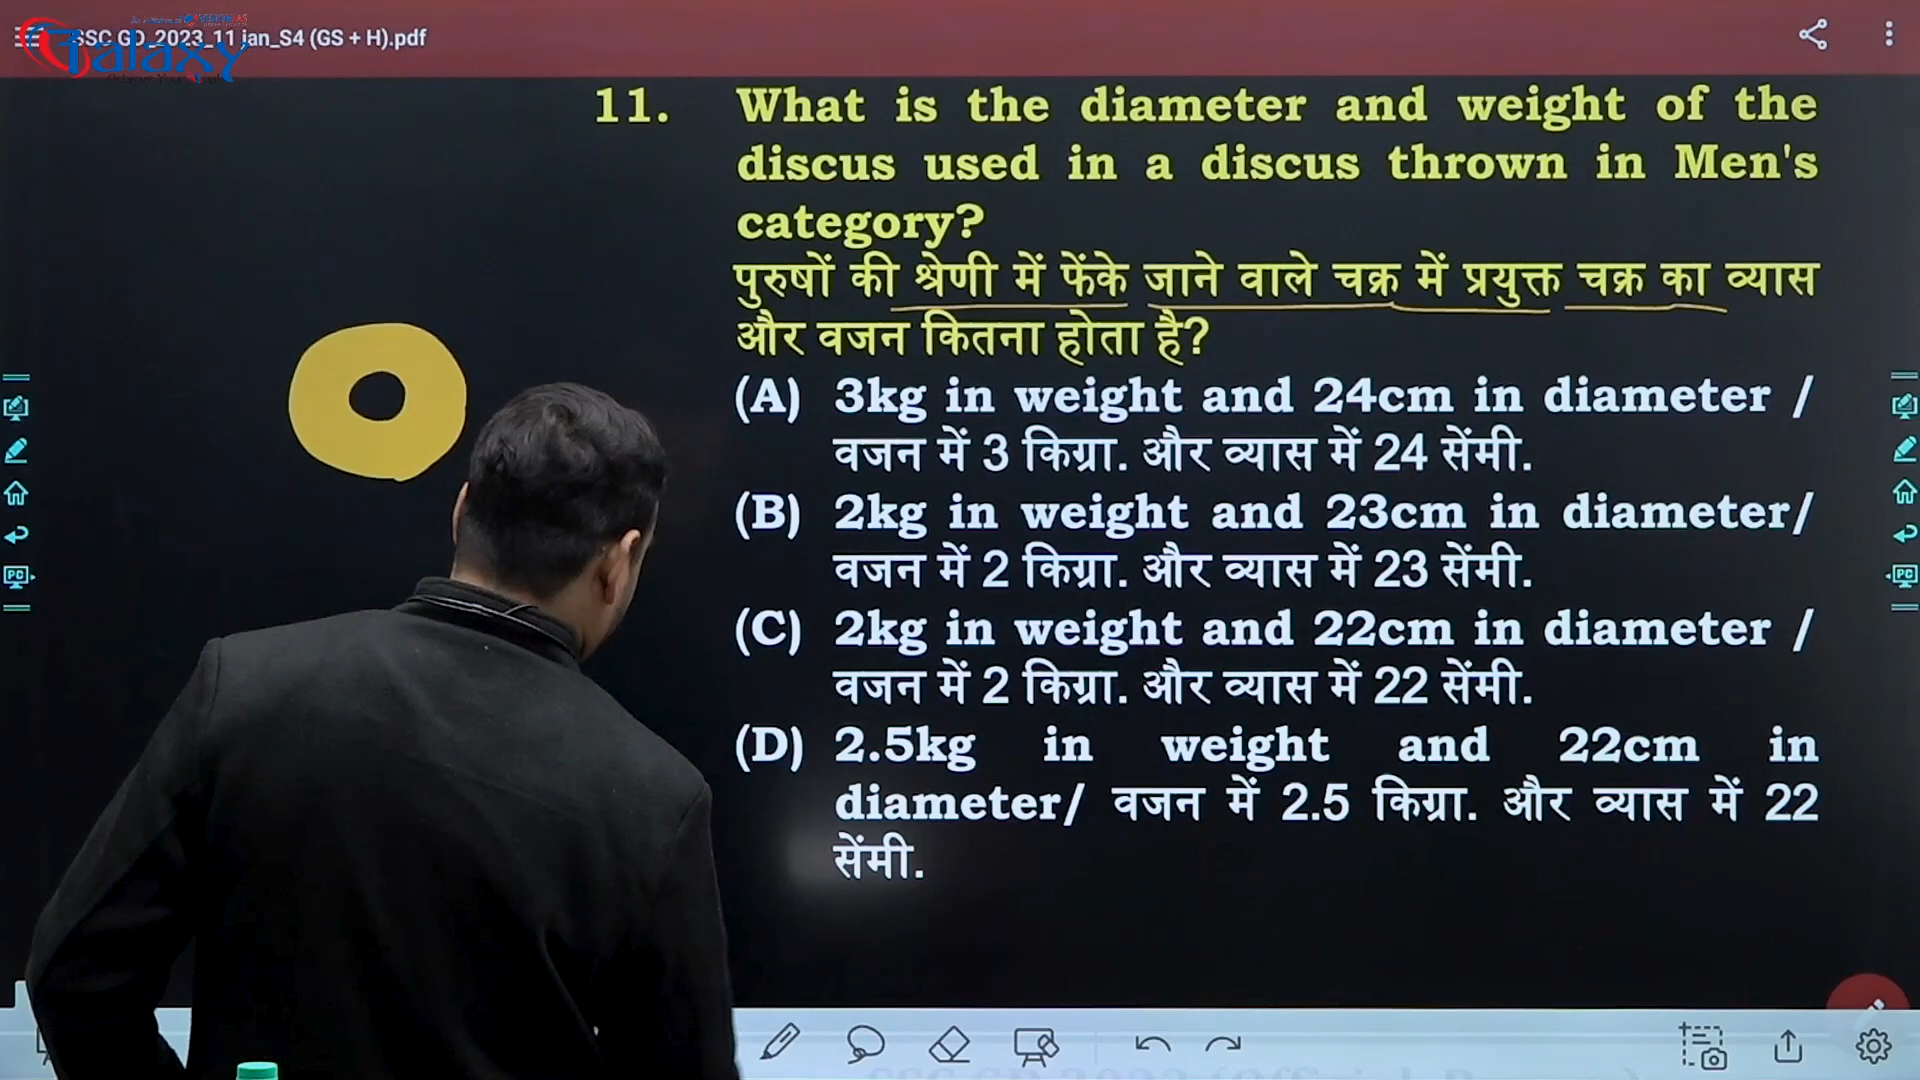 SSC GD_2023_11 jan_S4 (GS + H).pdf
Galaxy
11. What is the diameter and weight of the
discus used in a discus thrown in Men's
category?
पुरुषों की श्रेणी में फेंके जाने वाले चक्र में प्रयुक्त चक्र का व्यास
और वजन कितना होता है?
(A) 3kg in weight and 24cm in diameter /
वजन में 3 किग्रा. और व्यास में 24 सेंमी.
(B) 2kg in weight and 23cm in diameter/
वजन में 2 किग्रा. और व्यास में 23 सेंमी.
(C) 2kg in weight and 22cm in diameter /
वजन में 2 किग्रा. और व्यास में 22 सेंमी.
(D) 2.5kg in weight and 22cm in
diameter/ वजन में 2.5 किग्रा. और व्यास में 22
सेंमी.
PC
PC